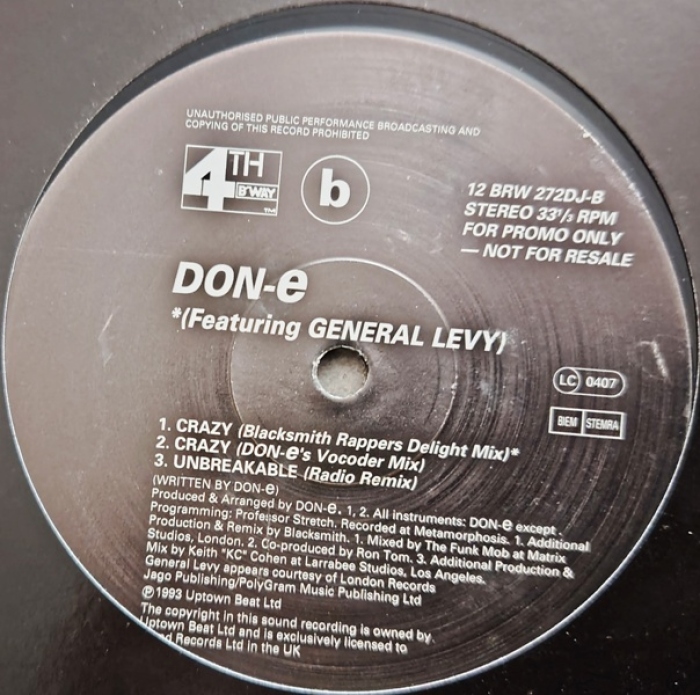 UNAUTHORISED PUBLIC PERFORMANCE BROADCASTING AND
COPYING OF THIS RECORD PROHIBITED
4TH
B'WAY
TM
b
12 BRW 272DJ-B
STEREO 33⅓ RPM
FOR PROMO ONLY
— NOT FOR RESALE
DON-e
*(Featuring GENERAL LEVY)
LC 0407
BIEM STEMRA
1. CRAZY (Blacksmith Rappers Delight Mix)*
2. CRAZY (DON-e's Vocoder Mix)
3. UNBREAKABLE (Radio Remix)
(WRITTEN BY DON-e)
Produced & Arranged by DON-e. 1, 2. All instruments: DON-e except
Programming: Professor Stretch. Recorded at Metamorphosis. 1. Additional
Production & Remix by Blacksmith. 1. Mixed by The Funk Mob at Matrix
Studios, London. 2. Co-produced by Ron Tom. 3. Additional Production &
Mix by Keith "KC" Cohen at Larrabee Studios, Los Angeles.
General Levy appears courtesy of London Records
Jago Publishing/PolyGram Music Publishing Ltd
℗1993 Uptown Beat Ltd
The copyright in this sound recording is owned by
Uptown Beat Ltd and is exclusively licensed to
Records Ltd in the UK